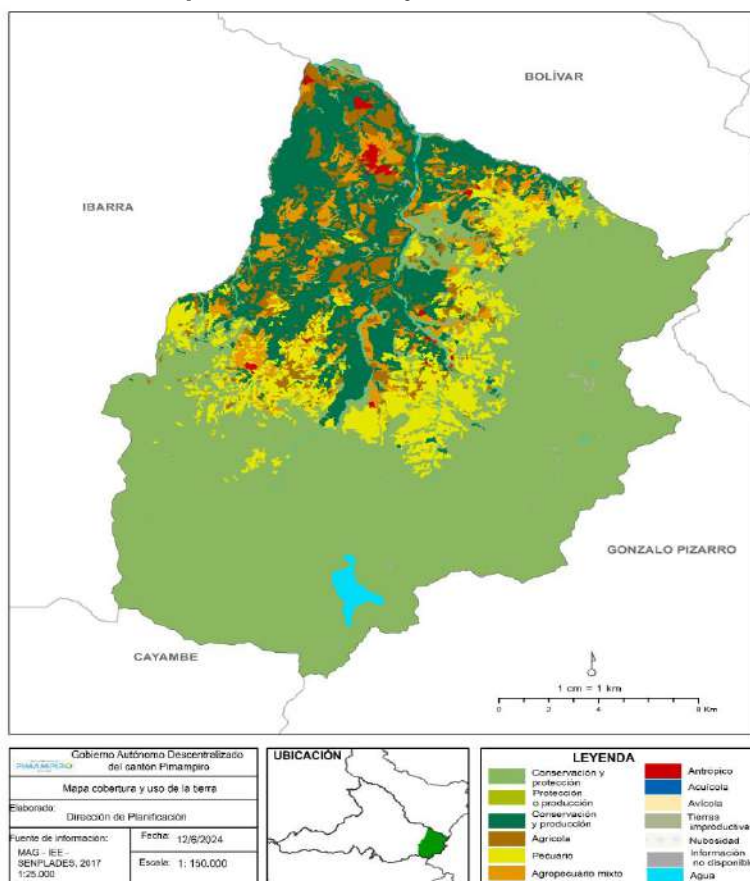 BOLÍVAR
IBARRA
GONZALO PIZARRO
CAYAMBE
1 cm = 1 km
0 2 4 8 Km
PIMAMPIRO
Gobierno Autónomo Descentralizado
del cantón Pimampiro
Mapa cobertura y uso de la tierra
Elaborado:
Dirección de Planificación
Fuente de información:
MAG - IEE -
SENPLADES, 2017
1:25.000
Fecha: 12/6/2024
Escala: 1: 150.000
UBICACIÓN
LEYENDA
Conservación y
protección
Protección
o producción
Conservación
y producción
Agrícola
Pecuario
Agropecuario mixto
Antrópico
Acuícola
Avícola
Tierras
improductivas
Nubosidad
Información
no disponible
Agua